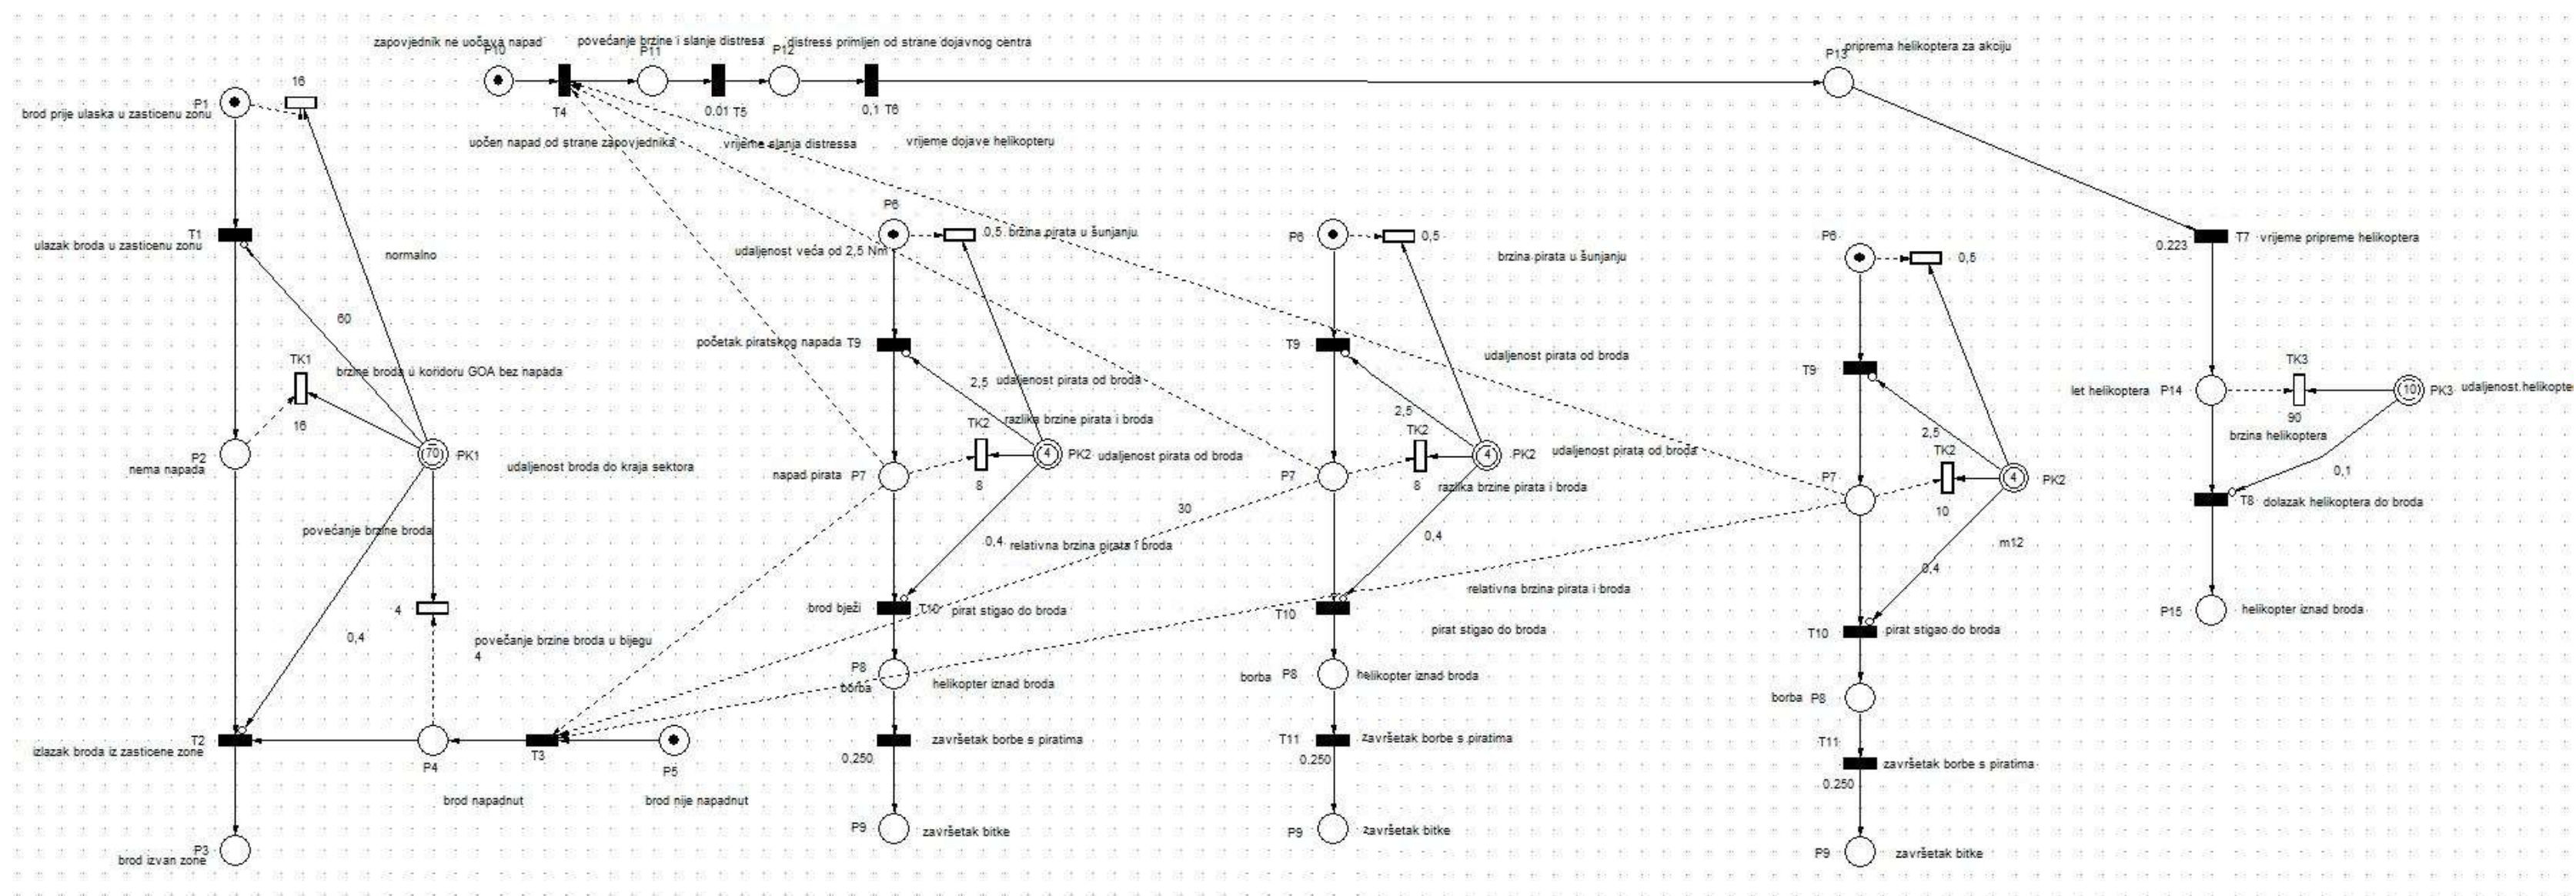 zapovjednik ne uočava napad
povećanje brzine i slanje distresa
distress primljen od strane dojavnog centra
priprema helikoptera za akciju
P10
P11
P12
P13
16
P1
brod prije ulaska u zasticenu zonu
T4
0.01 T5
0,1 T6
uočen napad od strane zapovjednika
vrijeme slanja distressa
vrijeme dojave helikopteru
T1
ulazak broda u zasticenu zonu
normalno
60
TK1
brzine broda u koridoru GOA bez napada
16
P2
nema napada
70
PK1
udaljenost broda do kraja sektora
povećanje brzine broda
4
0,4
povećanje brzine broda u bijegu
4
T2
izlazak broda iz zasticene zone
P4
T3
P5
brod napadnut
brod nije napadnut
P3
brod izvan zone
P6
udaljenost veća od 2,5 Nm
0,5 brzina pirata u šunjanju
početak piratskog napada T9
2,5 udaljenost pirata od broda
razlika brzine pirata i broda
TK2
4
PK2 udaljenost pirata od broda
napad pirata P7
8
0,4 relativna brzina pirata i broda
brod bježi
T10 pirat stigao do broda
P8
borba
helikopter iznad broda
završetak borbe s piratima
0.250
P9
završetak bitke
P6
0,5
brzina pirata u šunjanju
T9
udaljenost pirata od broda
2,5
TK2
4
PK2
udaljenost pirata od broda
P7
8
razlika brzine pirata i broda
30
0,4
relativna brzina pirata i broda
T10
pirat stigao do broda
borba P8
helikopter iznad broda
T11
završetak borbe s piratima
0.250
P9
završetak bitke
P6
0,5
T9
2,5
TK2
4
PK2
P7
10
m12
0,4
T10
pirat stigao do broda
borba P8
T11
završetak borbe s piratima
0.250
P9
završetak bitke
0.223
T7 vrijeme pripreme helikoptera
TK3
let helikoptera P14
10
PK3 udaljenost helikopte
90
brzina helikoptera
0,1
T8 dolazak helikoptera do broda
P15
helikopter iznad broda